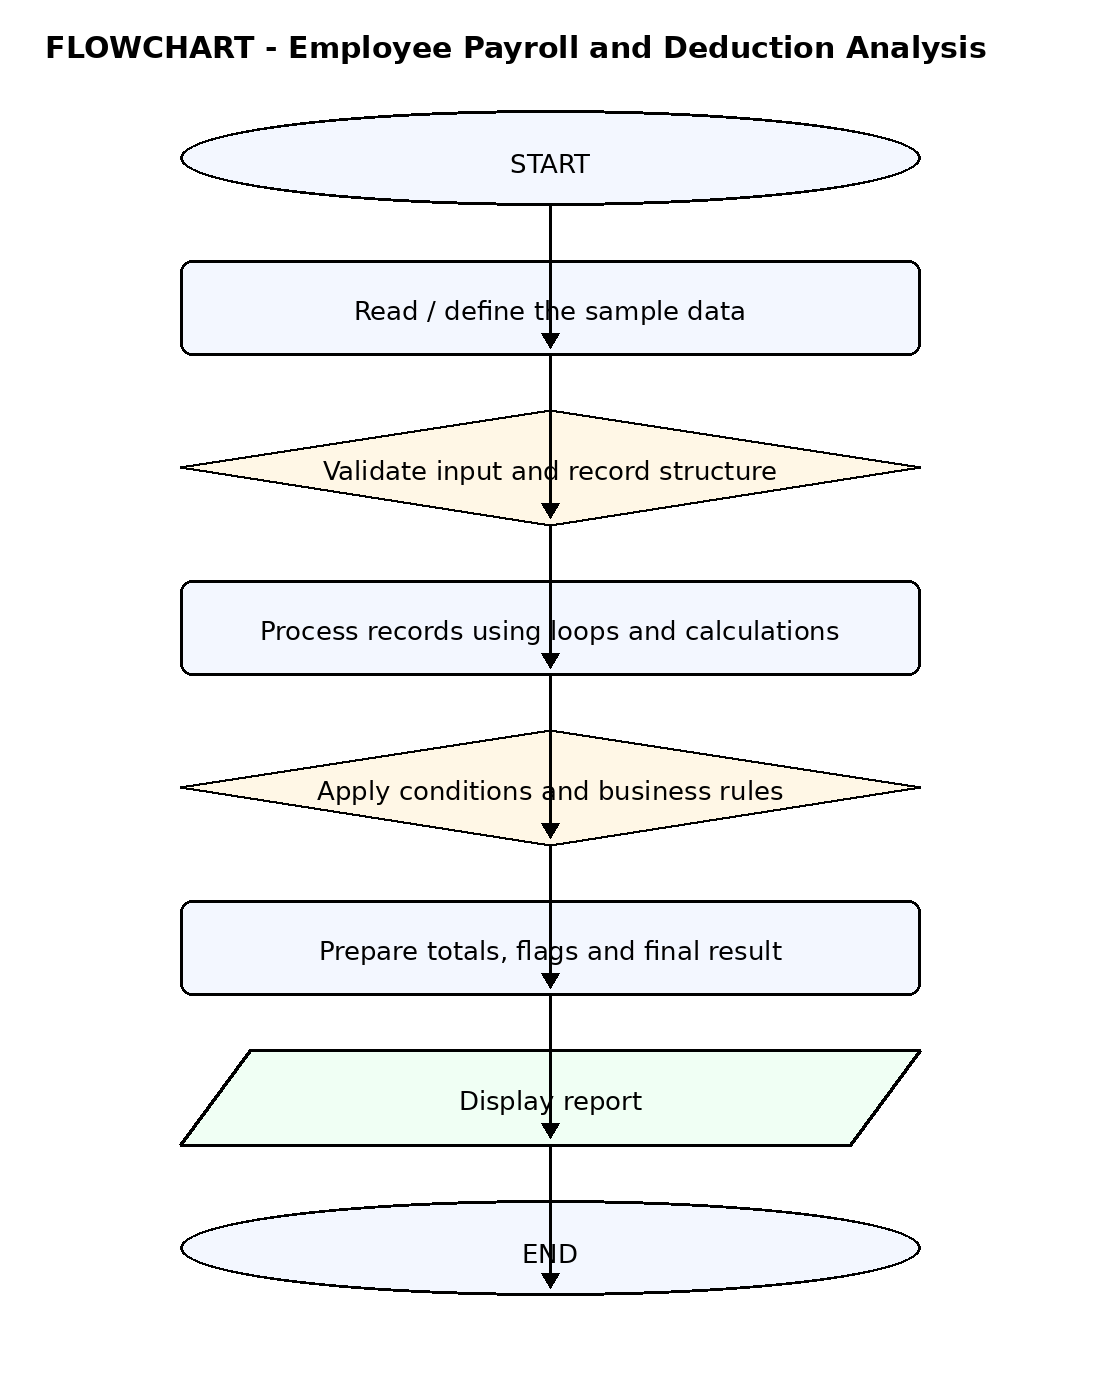 FLOWCHART - Employee Payroll and Deduction Analysis
START
Read / define the sample data
Validate input and record structure
Process records using loops and calculations
Apply conditions and business rules
Prepare totals, flags and final result
Display report
END